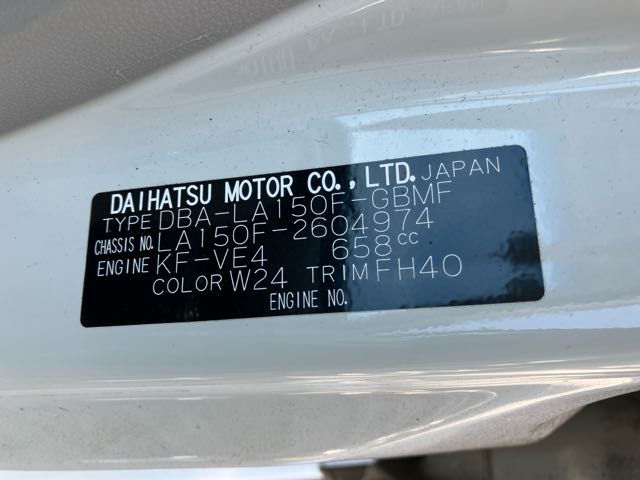 DAIHATSU MOTOR CO.,LTD. JAPAN
TYPE DBA-LA150F-GBMF
CHASSIS NO. LA150F-2604974
ENGINE KF-VE4 658cc
COLOR W24 TRIM FH40
ENGINE NO.